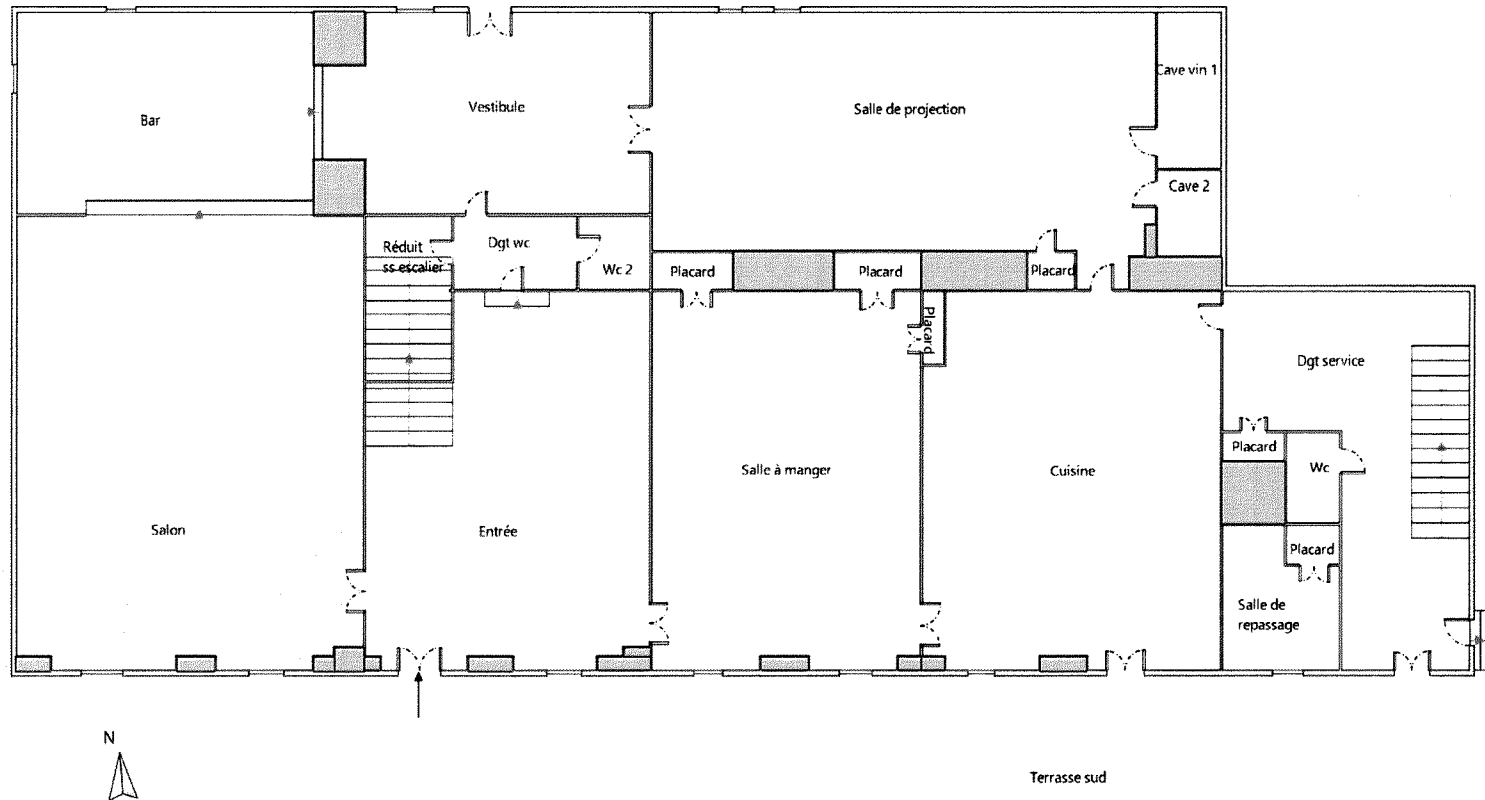 Cave vin 1
Bar
Vestibule
Salle de projection
Cave 2
Réduit
ss escalier
Dgt wc
Wc 2
Placard
Placard
Placard
Placard
Dgt service
Placard
Wc
Salle à manger
Cuisine
Salon
Entrée
Placard
Salle de
repassage
N
Terrasse sud